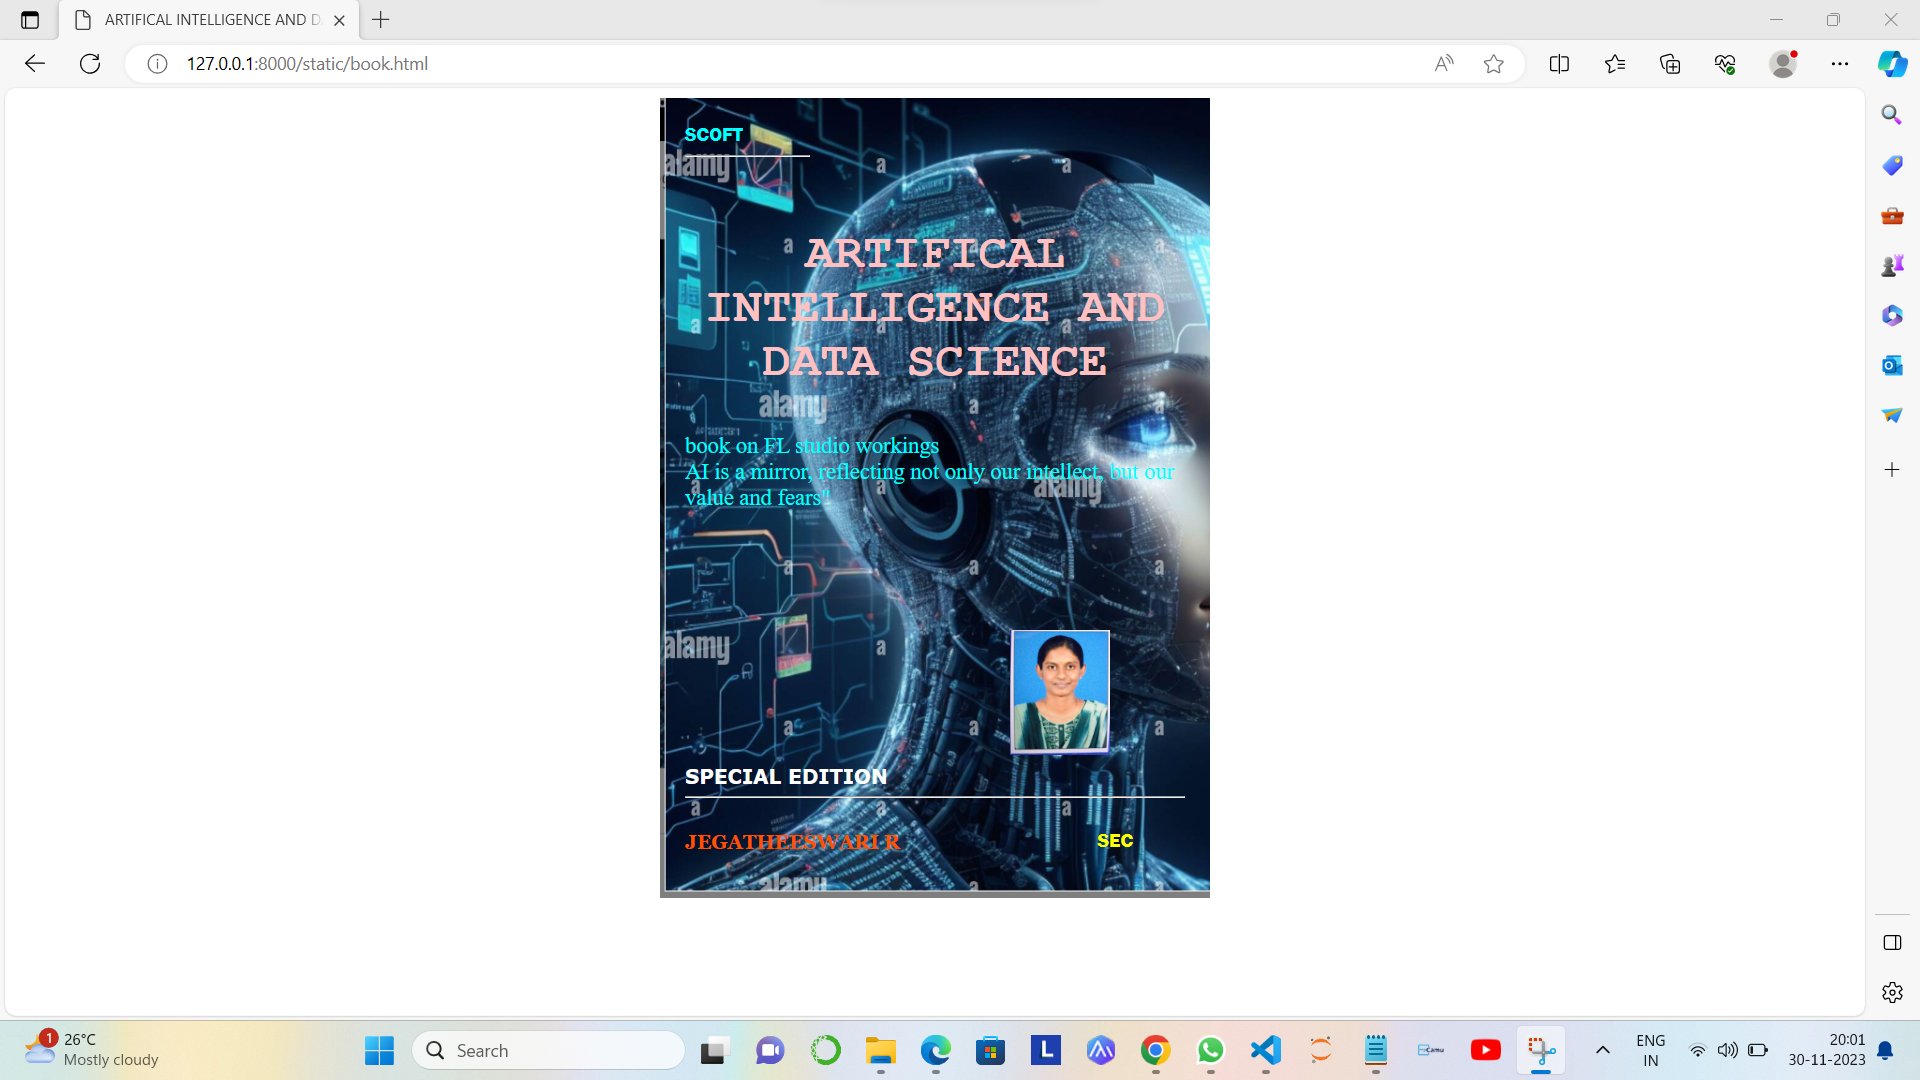 ARTIFICAL INTELLIGENCE AND D
127.0.0.1:8000/static/book.html
SCOFT
alamy
a
a
a
ARTIFICAL
a
INTELLIGENCE AND
a
a
a
DATA SCIENCE
alamy
a
a
book on FL studio workings
AI is a mirror, reflecting not only our intellect, but our
a
a
alamy
value and fears"
a
a
a
alamy
a
a
a
a
SPECIAL EDITION
a
a
a
JEGATHEESWARI R
SEC
alamy
a
a
1
26°C
Mostly cloudy
Search
L
Camu
ENG
IN
20:01
30-11-2023